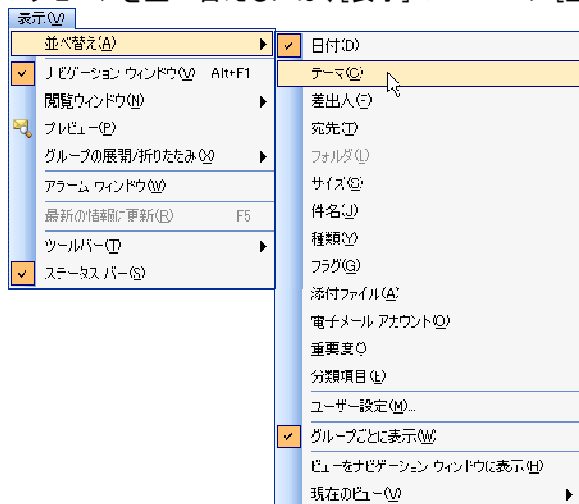 表示(V)
並べ替え(A)
ナビゲーション ウィンドウ(V) Alt+F1
閲覧ウィンドウ(N)
プレビュー(P)
グループの展開/折りたたみ(X)
アラーム ウィンドウ(W)
最新の情報に更新(R) F5
ツールバー(T)
ステータス バー(S)
日付(D)
テーマ(C)
差出人(F)
宛先(T)
フォルダ(L)
サイズ(S)
件名(J)
種類(Y)
フラグ(G)
添付ファイル(A)
電子メール アカウント(O)
重要度(I)
分類項目(E)
ユーザー設定(M)...
グループごとに表示(W)
ビューをナビゲーション ウィンドウに表示(H)
現在のビュー(V)